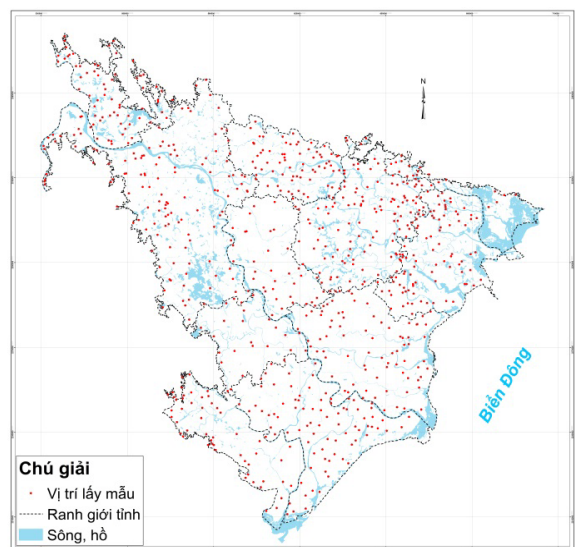 N
Biển Đông
Chú giải
Vị trí lấy mẫu
Ranh giới tỉnh
Sông, hồ